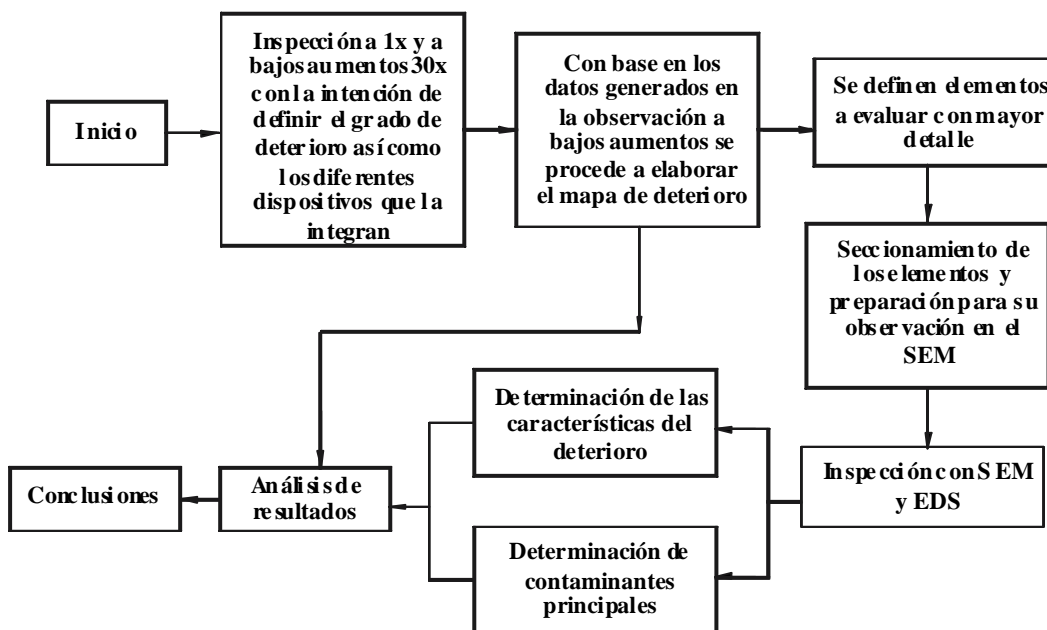 Inicio
Inspección a 1x y a
bajos aumentos 30x
con la intención de
definir el grado de
deterioro así como
los diferentes
dispositivos que la
integran
Con base en los
datos generados en
la observación a
bajos aumentos se
procede a elaborar
el mapa de deterioro
Se definen elementos
a evaluar con mayor
detalle
Seccionamiento de
los elementos y
preparación para su
observación en el
SEM
Inspección con SEM
y EDS
Determinación de las
características del
deterioro
Determinación de
contaminantes
principales
Análisis de
resultados
Conclusiones